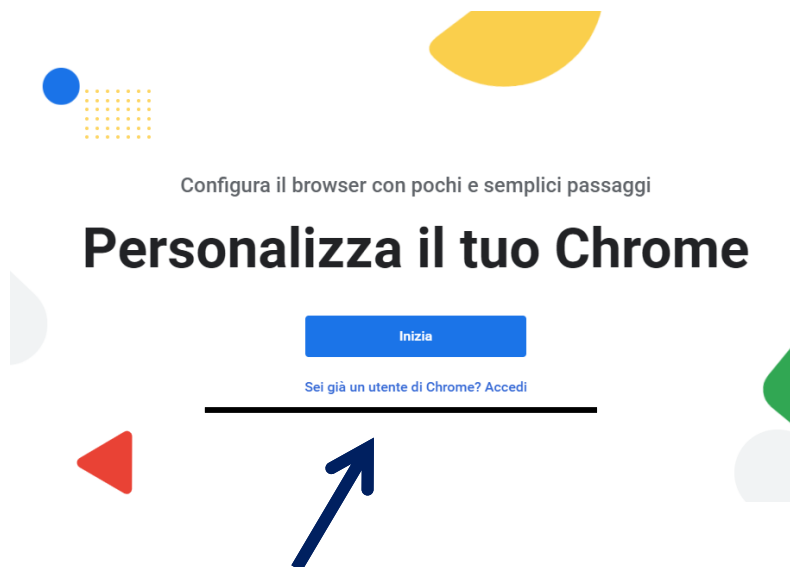 Configura il browser con pochi e semplici passaggi
Personalizza il tuo Chrome
Inizia
Sei già un utente di Chrome? Accedi